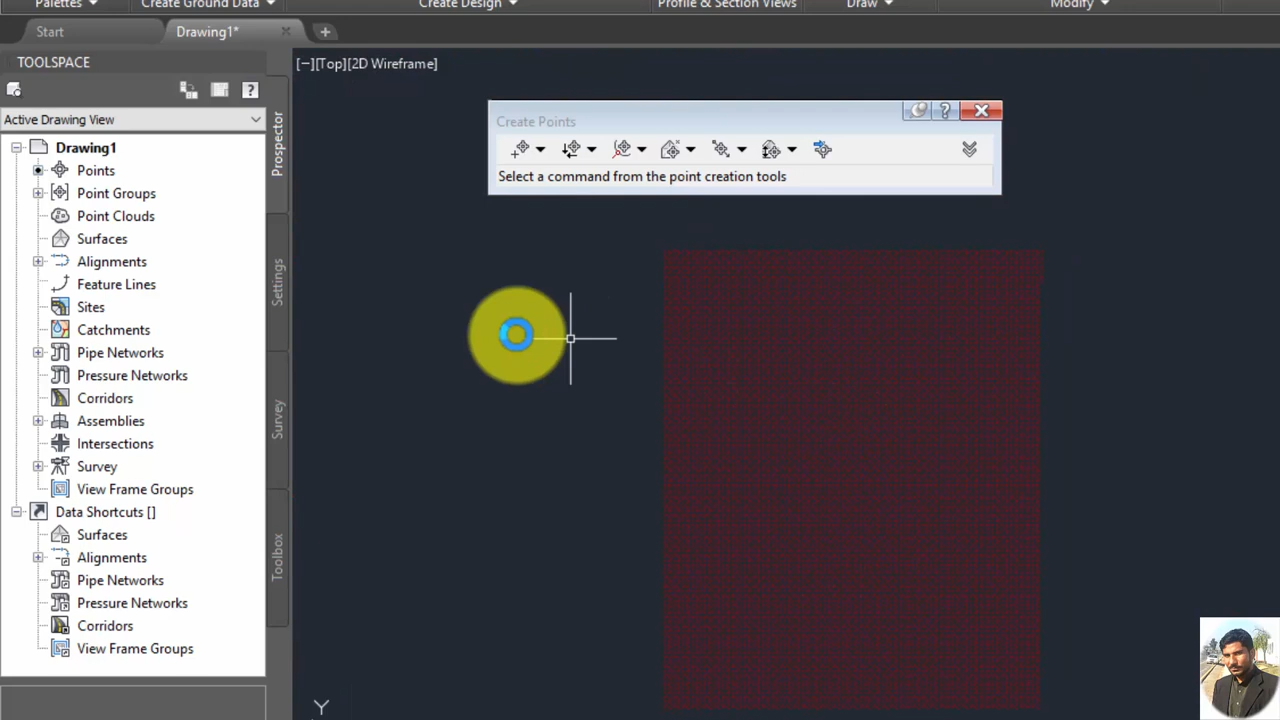 Palettes
Create Ground Data
Create Design
Profile & Section Views
Draw
Modify
Start
Drawing1*
TOOLSPACE
[−][Top][2D Wireframe]
Active Drawing View
Create Points
Select a command from the point creation tools
Drawing1
Points
Point Groups
Point Clouds
Surfaces
Alignments
Feature Lines
Sites
Catchments
Pipe Networks
Pressure Networks
Corridors
Assemblies
Intersections
Survey
View Frame Groups
Data Shortcuts []
Surfaces
Alignments
Pipe Networks
Pressure Networks
Corridors
View Frame Groups
Prospector
Settings
Survey
Toolbox
Y